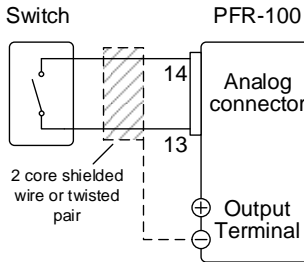 Switch
PFR-100
14
Analog
connector
13
2 core shielded
wire or twisted
pair
Output
Terminal